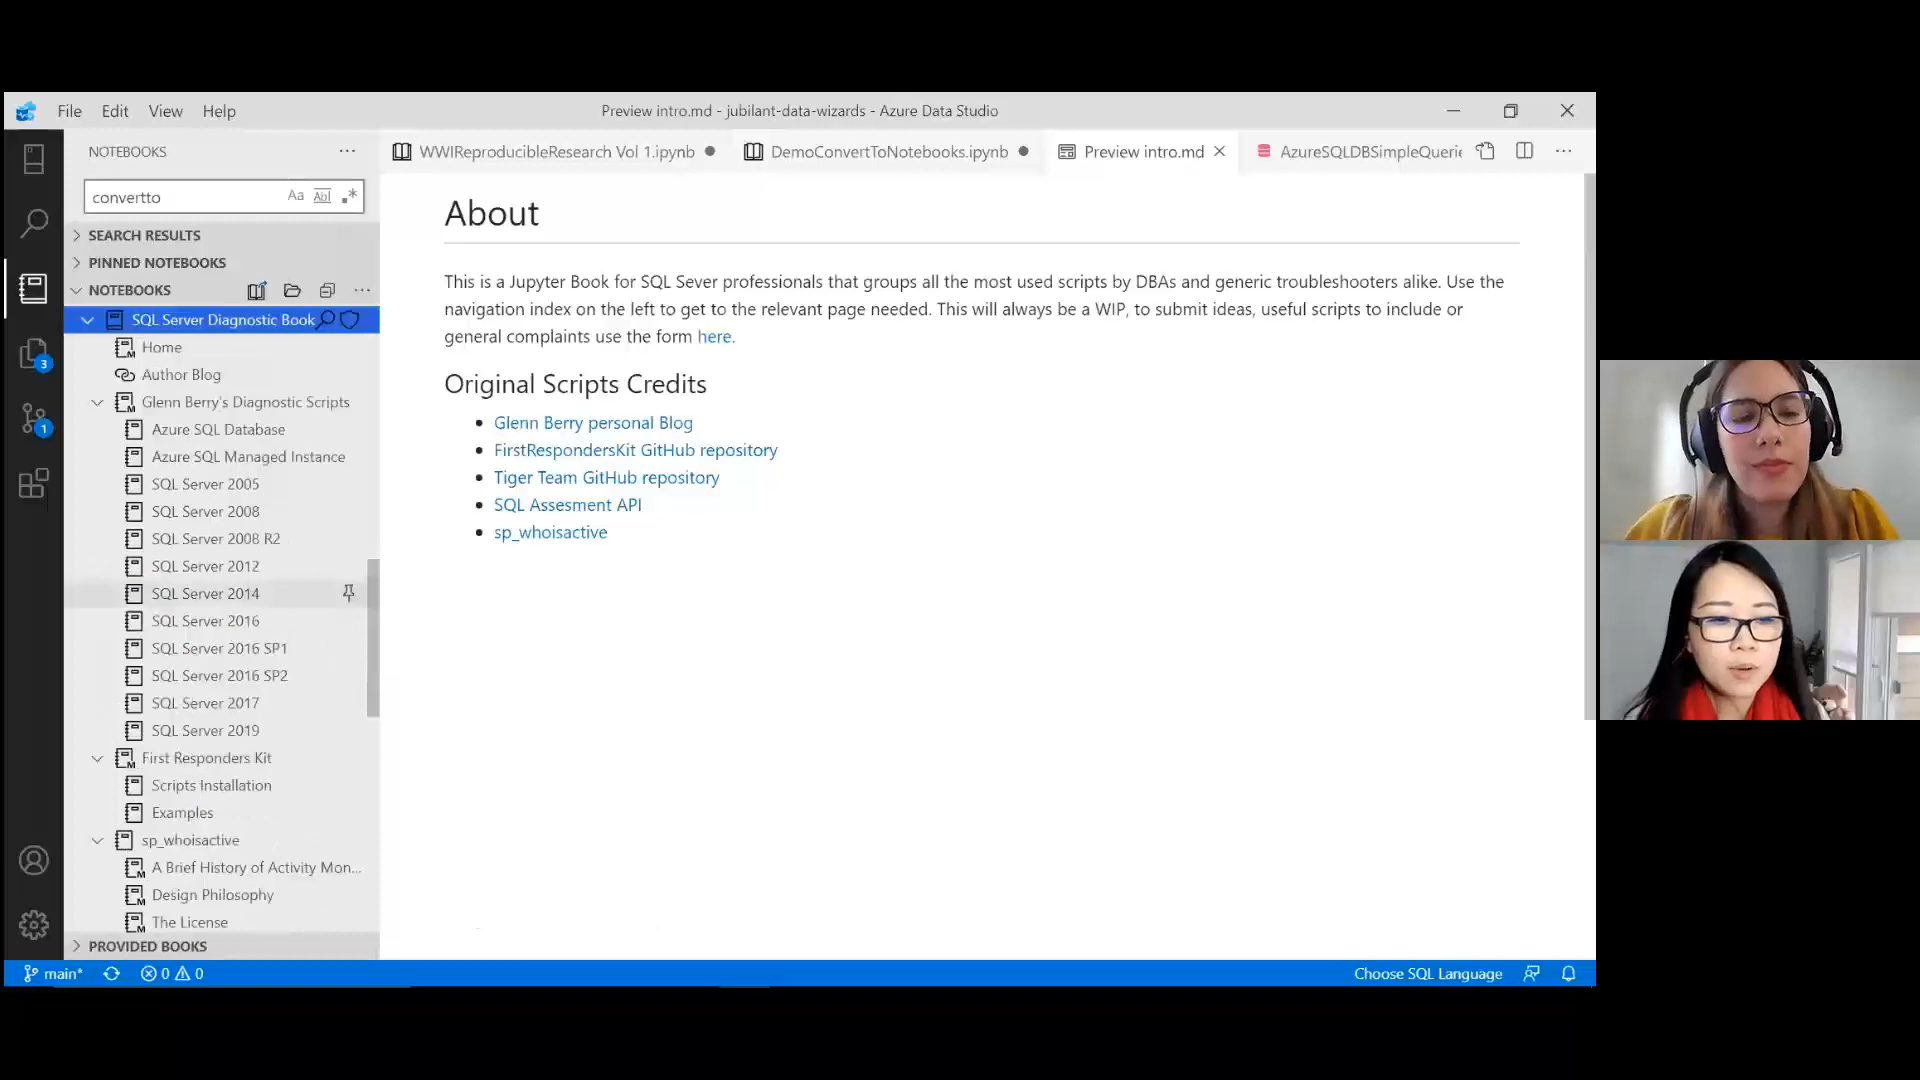 File Edit View Help
Preview intro.md - jubilant-data-wizards - Azure Data Studio
NOTEBOOKS
WWIReproducibleResearch Vol 1.ipynb
DemoConvertToNotebooks.ipynb
Preview intro.md
AzureSQLDBSimpleQuerie
convertto
Aa Abl .*
SEARCH RESULTS
PINNED NOTEBOOKS
NOTEBOOKS
SQL Server Diagnostic Book
Home
Author Blog
Glenn Berry's Diagnostic Scripts
Azure SQL Database
Azure SQL Managed Instance
SQL Server 2005
SQL Server 2008
SQL Server 2008 R2
SQL Server 2012
SQL Server 2014
SQL Server 2016
SQL Server 2016 SP1
SQL Server 2016 SP2
SQL Server 2017
SQL Server 2019
First Responders Kit
Scripts Installation
Examples
sp_whoisactive
A Brief History of Activity Mon...
Design Philosophy
The License
PROVIDED BOOKS
3
1
About
This is a Jupyter Book for SQL Sever professionals that groups all the most used scripts by DBAs and generic troubleshooters alike. Use the
navigation index on the left to get to the relevant page needed. This will always be a WIP, to submit ideas, useful scripts to include or
general complaints use the form here.
Original Scripts Credits
Glenn Berry personal Blog
FirstRespondersKit GitHub repository
Tiger Team GitHub repository
SQL Assesment API
sp_whoisactive
main* 0 0
Choose SQL Language